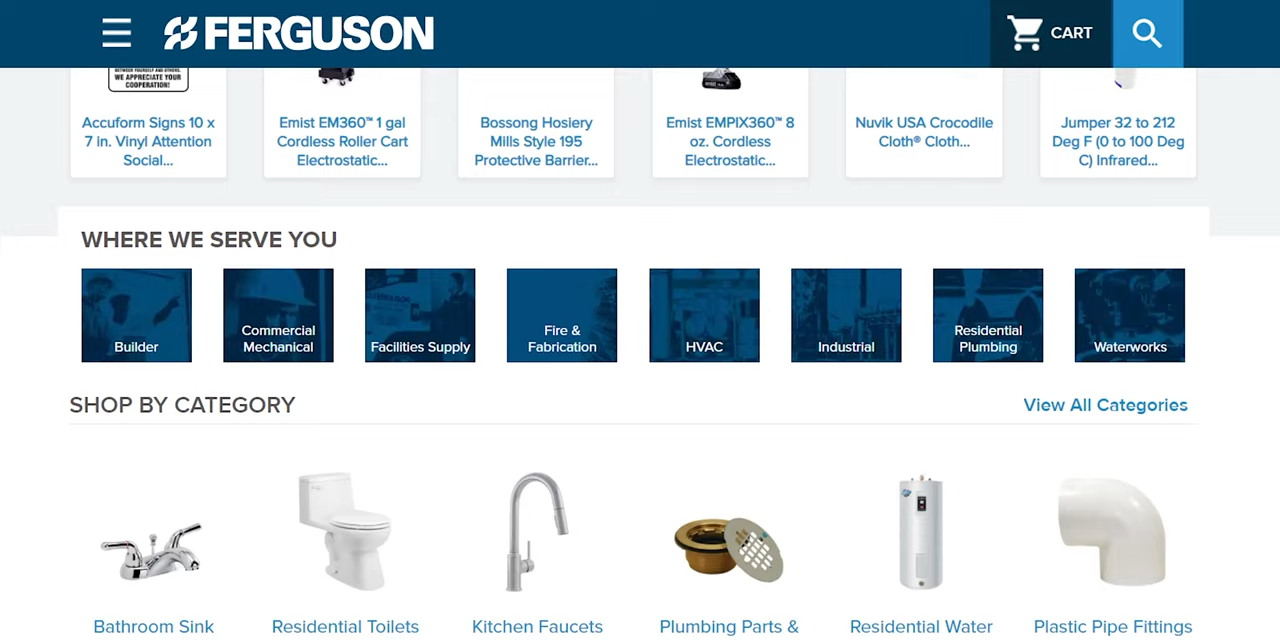 FERGUSON
CART
BETWEEN YOURSELF AND OTHERS.
WE APPRECIATE YOUR
COOPERATION!
Accuform Signs 10 x
7 in. Vinyl Attention
Social...
Emist EM360™ 1 gal
Cordless Roller Cart
Electrostatic...
Bossong Hosiery
Mills Style 195
Protective Barrier...
Emist EMPIX360™ 8
oz. Cordless
Electrostatic...
Nuvik USA Crocodile
Cloth® Cloth...
Jumper 32 to 212
Deg F (0 to 100 Deg
C) Infrared...
WHERE WE SERVE YOU
Builder
Commercial
Mechanical
Facilities Supply
Fire &
Fabrication
HVAC
Industrial
Residential
Plumbing
Waterworks
SHOP BY CATEGORY
View All Categories
Bathroom Sink
Residential Toilets
Kitchen Faucets
Plumbing Parts &
Residential Water
Plastic Pipe Fittings